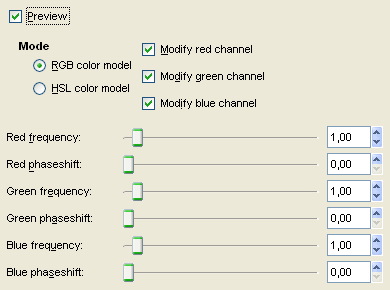 Preview
Mode
RGB color model
HSL color model
Modify red channel
Modify green channel
Modify blue channel
Red frequency: 1,00
Red phaseshift: 0,00
Green frequency: 1,00
Green phaseshift: 0,00
Blue frequency: 1,00
Blue phaseshift: 0,00